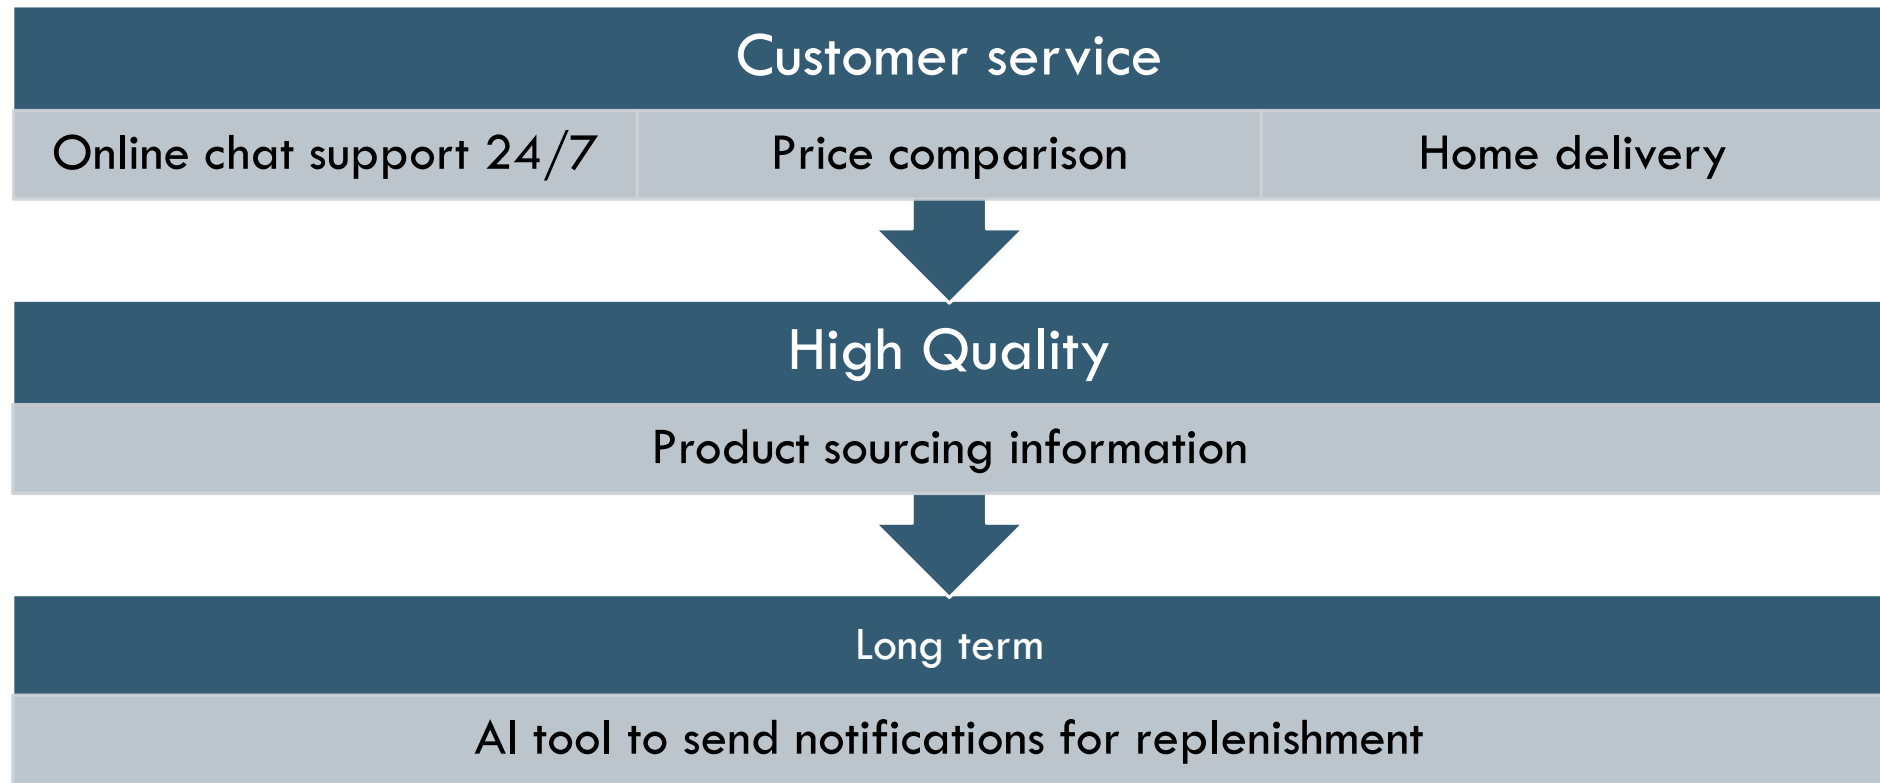 Customer service
Online chat support 24/7
Price comparison
Home delivery
High Quality
Product sourcing information
Long term
AI tool to send notifications for replenishment